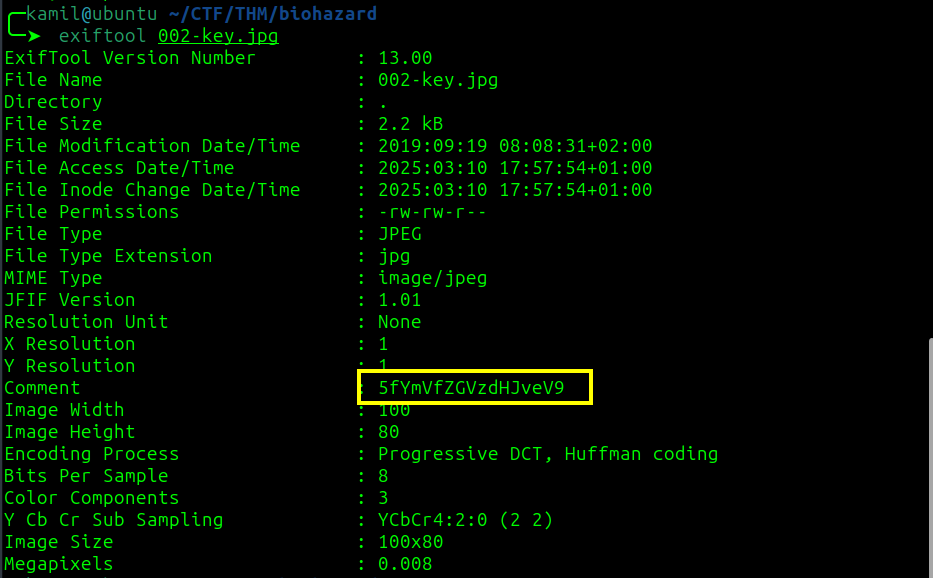 kamil@ubuntu ~/CTF/THM/biohazard
➤ exiftool 002-key.jpg
ExifTool Version Number : 13.00
File Name : 002-key.jpg
Directory : .
File Size : 2.2 kB
File Modification Date/Time : 2019:09:19 08:08:31+02:00
File Access Date/Time : 2025:03:10 17:57:54+01:00
File Inode Change Date/Time : 2025:03:10 17:57:54+01:00
File Permissions : -rw-rw-r--
File Type : JPEG
File Type Extension : jpg
MIME Type : image/jpeg
JFIF Version : 1.01
Resolution Unit : None
X Resolution : 1
Y Resolution : 1
Comment : 5fYmVfZGVzdHJveV9
Image Width : 100
Image Height : 80
Encoding Process : Progressive DCT, Huffman coding
Bits Per Sample : 8
Color Components : 3
Y Cb Cr Sub Sampling : YCbCr4:2:0 (2 2)
Image Size : 100x80
Megapixels : 0.008